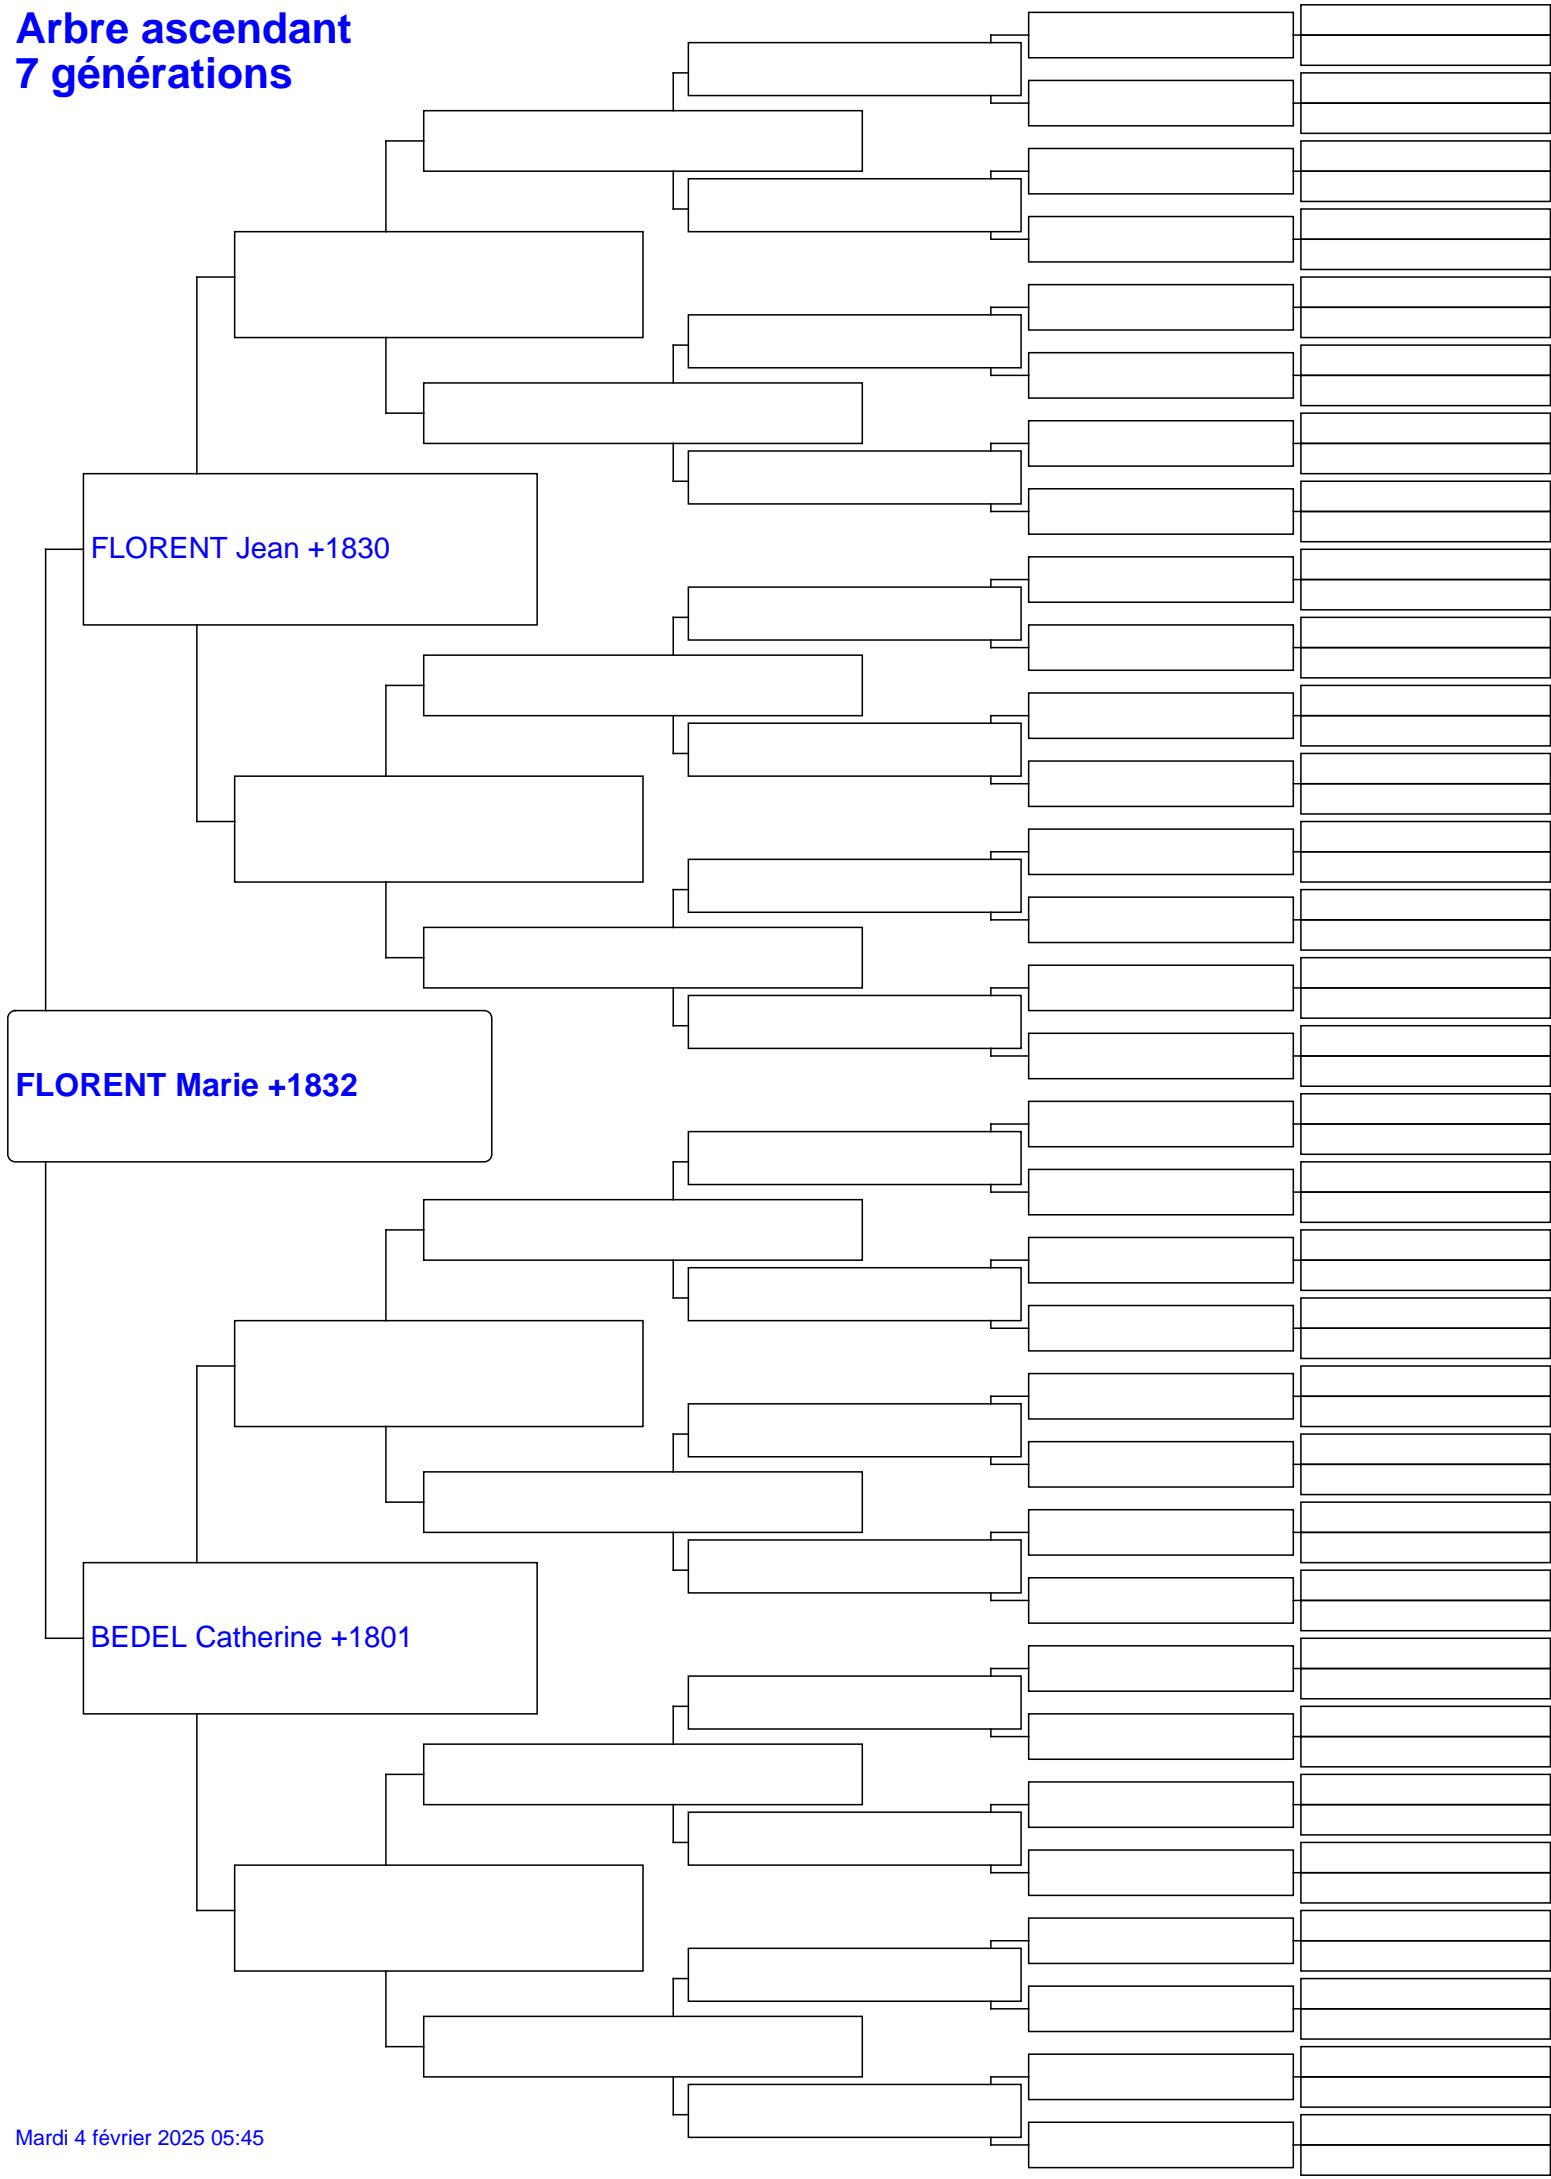 Arbre ascendant
7 générations
FLORENT Jean +1830
FLORENT Marie +1832
BEDEL Catherine +1801
Mardi 4 février 2025 05:45